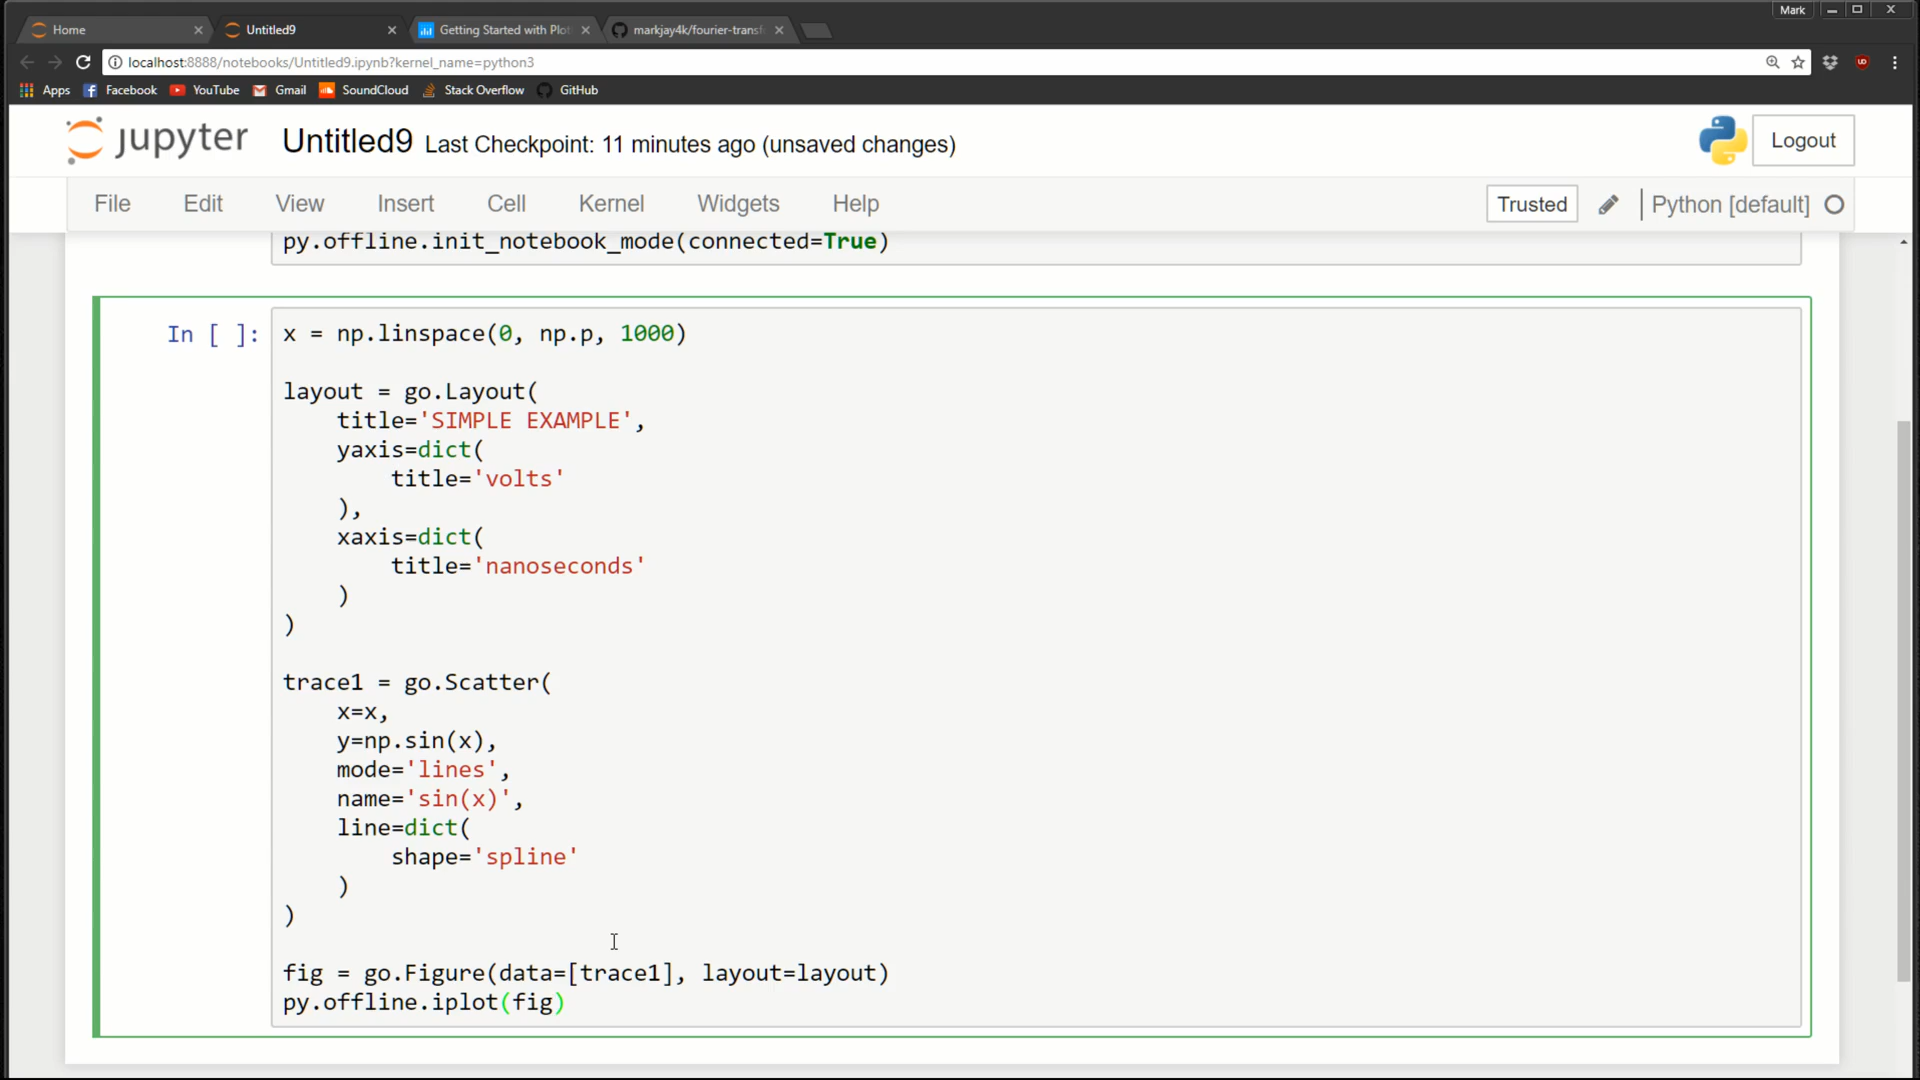 Mark
Home
Untitled9
Getting Started with Plot
markjay4k/fourier-transf
localhost:8888/notebooks/Untitled9.ipynb?kernel_name=python3
Apps Facebook YouTube Gmail SoundCloud Stack Overflow GitHub
jupyter Untitled9 Last Checkpoint: 11 minutes ago (unsaved changes) Logout
File Edit View Insert Cell Kernel Widgets Help Trusted Python [default]
py.offline.init_notebook_mode(connected=True)
In [ ]: x = np.linspace(0, np.p, 1000)
layout = go.Layout(
    title='SIMPLE EXAMPLE',
    yaxis=dict(
        title='volts'
    ),
    xaxis=dict(
        title='nanoseconds'
    )
)
trace1 = go.Scatter(
    x=x,
    y=np.sin(x),
    mode='lines',
    name='sin(x)',
    line=dict(
        shape='spline'
    )
)
fig = go.Figure(data=[trace1], layout=layout)
py.offline.iplot(fig)